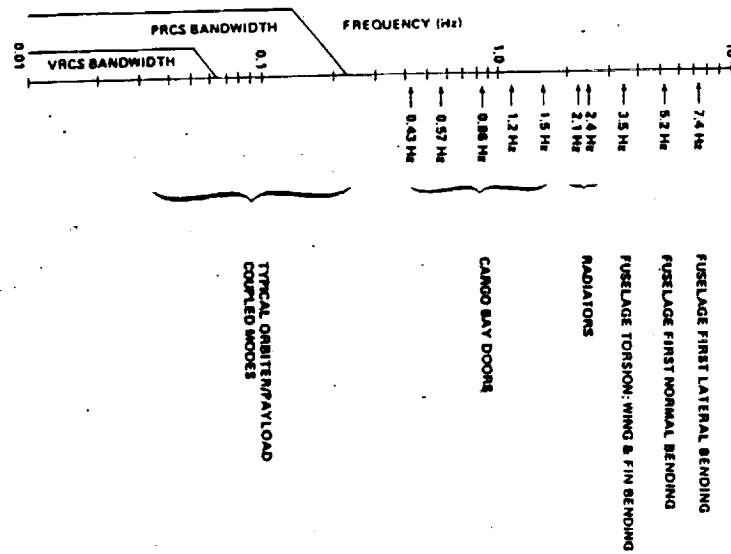 PRCS BANDWIDTH
FREQUENCY (Hz)
VRCS BANDWIDTH
0.01
0.1
1.0
0.43 Hz
0.57 Hz
0.86 Hz
1.2 Hz
1.5 Hz
2.1 Hz
2.4 Hz
3.5 Hz
5.2 Hz
7.4 Hz
TYPICAL ORBITER/PAYLOAD
COUPLED MODES
CARGO BAY DOORS
RADIATORS
FUSELAGE TORSION; WING & FIN BENDING
FUSELAGE FIRST NORMAL BENDING
FUSELAGE FIRST LATERAL BENDING